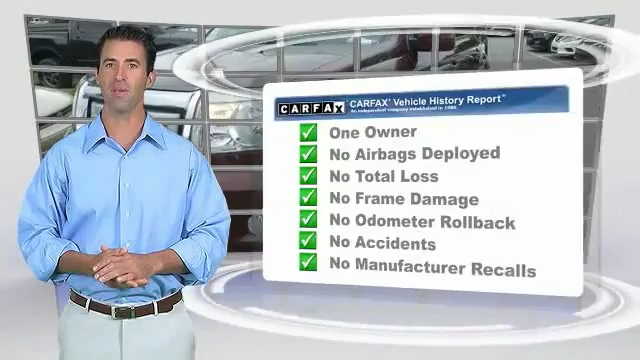 CARFAX
CARFAX Vehicle History Report™
An independent company established in 1986
One Owner
No Airbags Deployed
No Total Loss
No Frame Damage
No Odometer Rollback
No Accidents
No Manufacturer Recalls